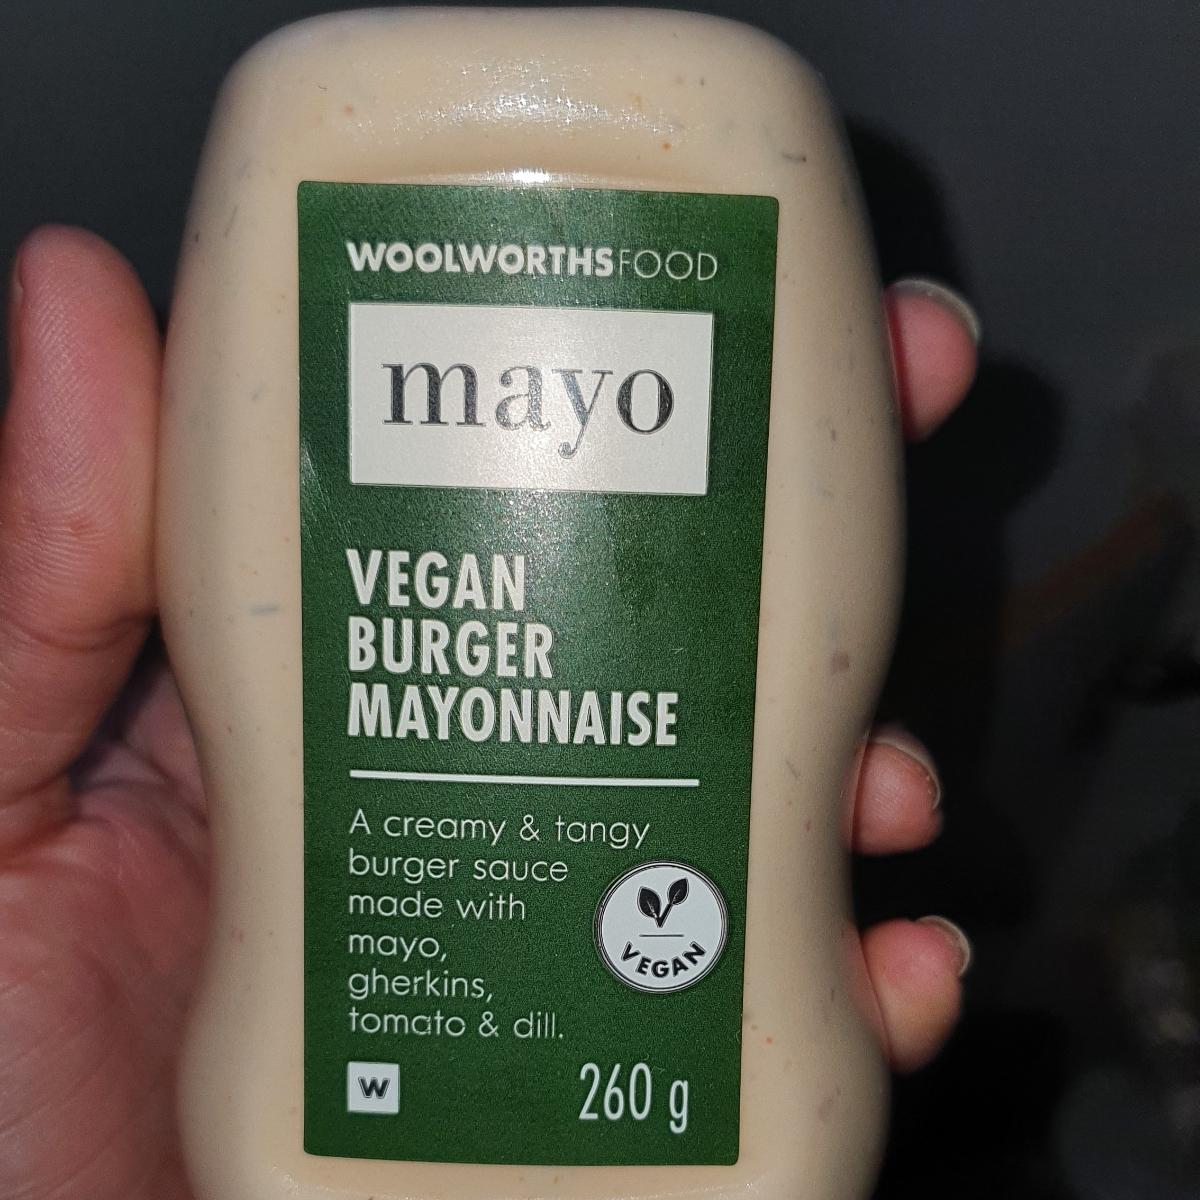 WOOLWORTHSFOOD
mayo
VEGAN
BURGER
MAYONNAISE
A creamy & tangy
burger sauce
made with
mayo,
gherkins,
tomato & dill.
VEGAN
W
260 g